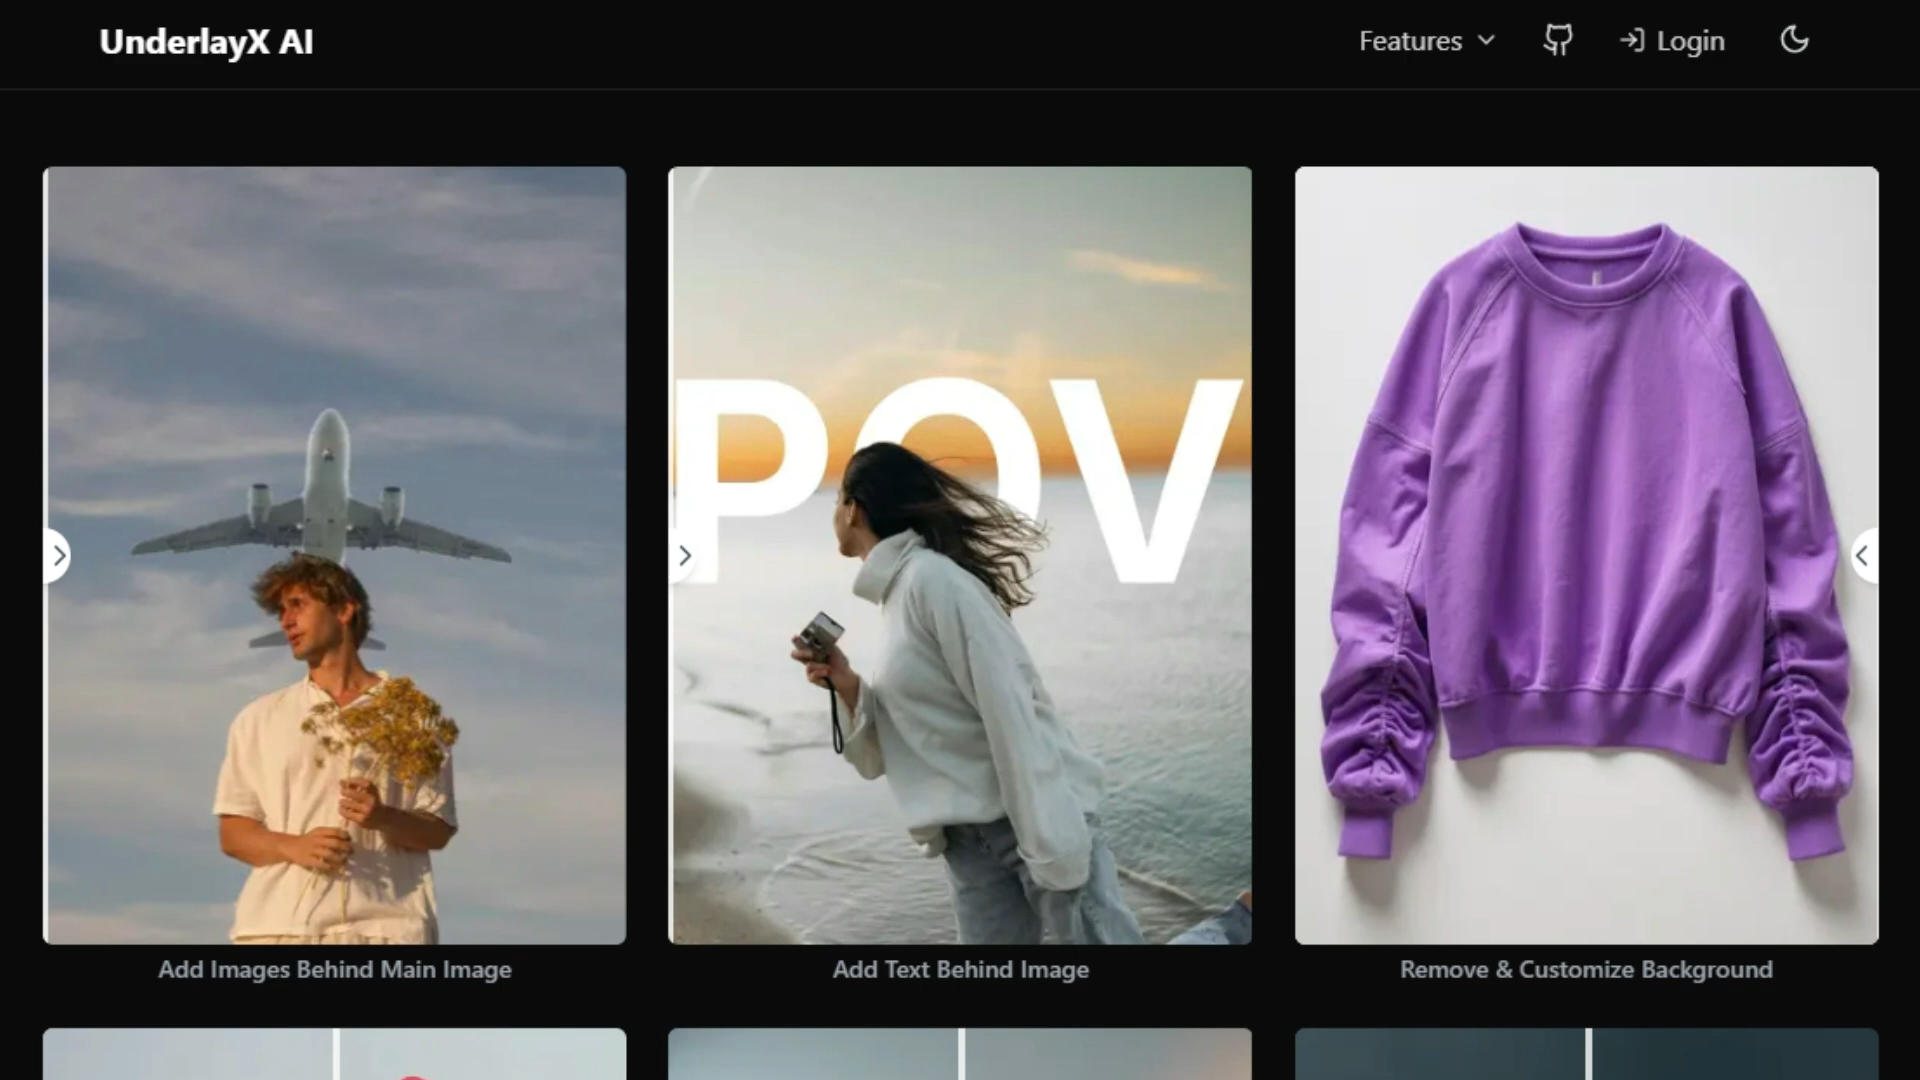 UnderlayX AI
Features
Login
POV
Add Images Behind Main Image
Add Text Behind Image
Remove & Customize Background